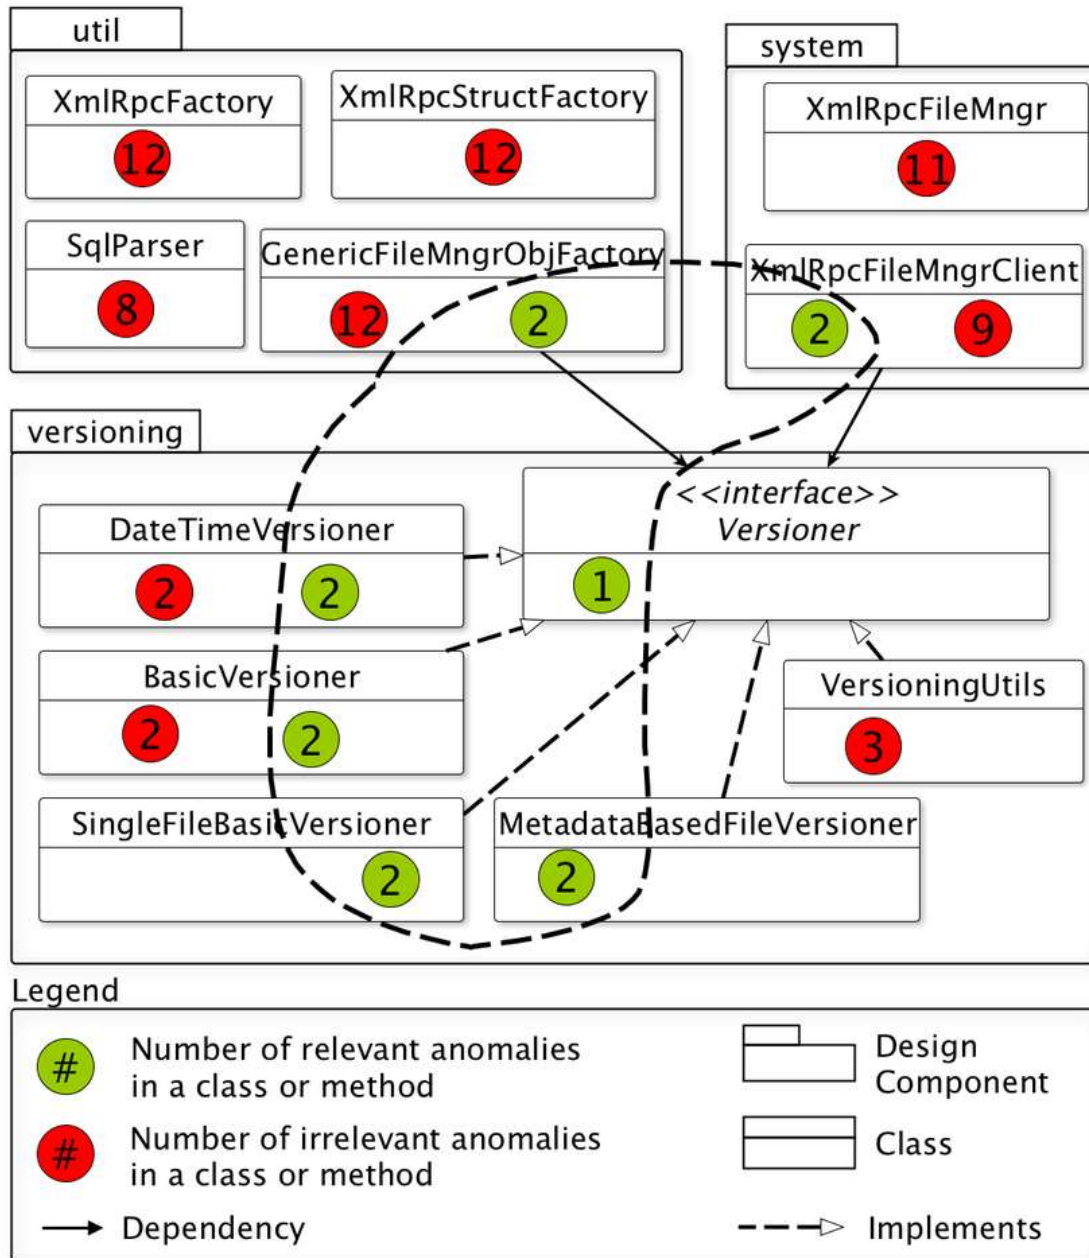 util
system
XmlRpcFactory
12
XmlRpcStructFactory
12
XmlRpcFileMngr
11
SqlParser
8
GenericFileMngrObjFactory
12 2
XmlRpcFileMngrClient
2 9
versioning
<<interface>>
Versioner
1
DateTimeVersioner
2 2
BasicVersioner
2 2
VersioningUtils
3
SingleFileBasicVersioner
2
MetadataBasedFileVersioner
2
Legend
# Number of relevant anomalies
in a class or method
Design
Component
# Number of irrelevant anomalies
in a class or method
Class
Dependency
Implements